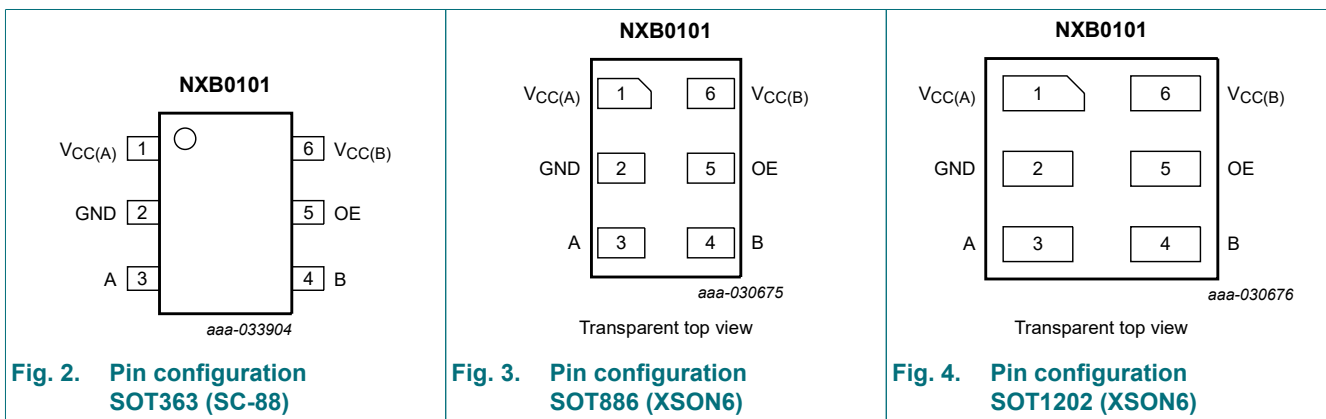 NXB0101
VCC(A) 1 6 VCC(B)
GND 2 5 OE
A 3 4 B
aaa-033904
Fig. 2. Pin configuration
SOT363 (SC-88)
NXB0101
VCC(A) 1 6 VCC(B)
GND 2 5 OE
A 3 4 B
aaa-030675
Transparent top view
Fig. 3. Pin configuration
SOT886 (XSON6)
NXB0101
VCC(A) 1 6 VCC(B)
GND 2 5 OE
A 3 4 B
aaa-030676
Transparent top view
Fig. 4. Pin configuration
SOT1202 (XSON6)